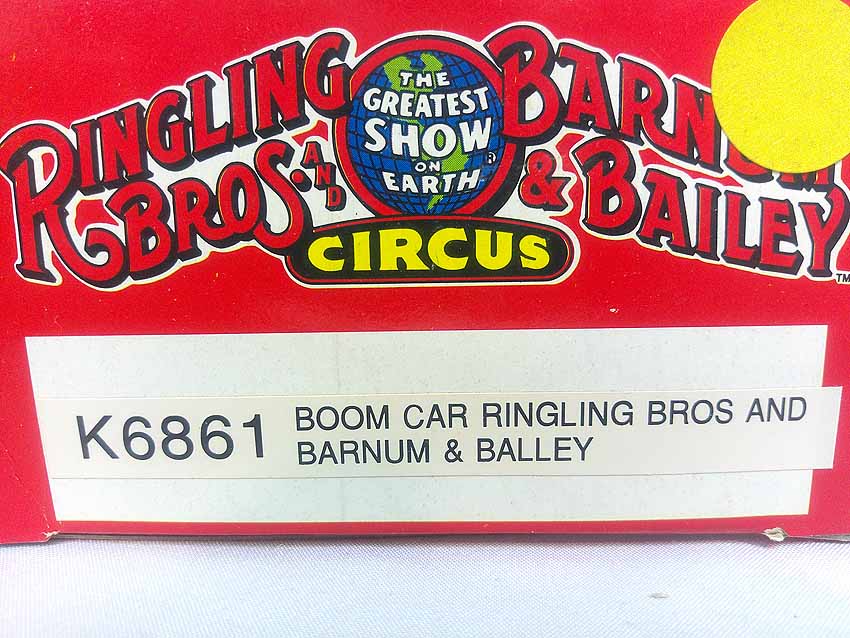 RINGLING BROS. AND
THE
GREATEST
SHOW
ON
EARTH
®
BARNUM
& BAILEY
TM
CIRCUS
K6861
BOOM CAR RINGLING BROS AND
BARNUM & BALLEY